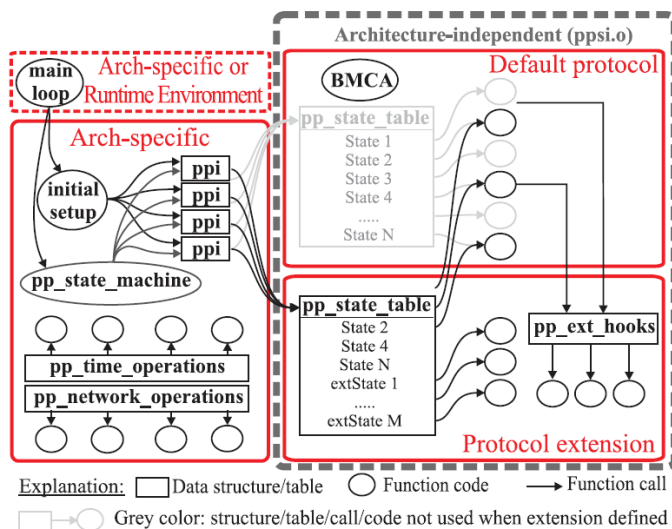 Architecture-independent (ppsi.o)
main
loop
Arch-specific or
Runtime Environment
Default protocol
BMCA
pp_state_table
State 1
State 2
State 3
State 4
.....
State N
Arch-specific
initial
setup
ppi
ppi
ppi
ppi
pp_state_machine
pp_time_operations
pp_network_operations
pp_state_table
State 2
State 4
State N
extState 1
.....
extState M
pp_ext_hooks
Protocol extension
Explanation: Data structure/table Function code Function call
Grey color: structure/table/call/code not used when extension defined